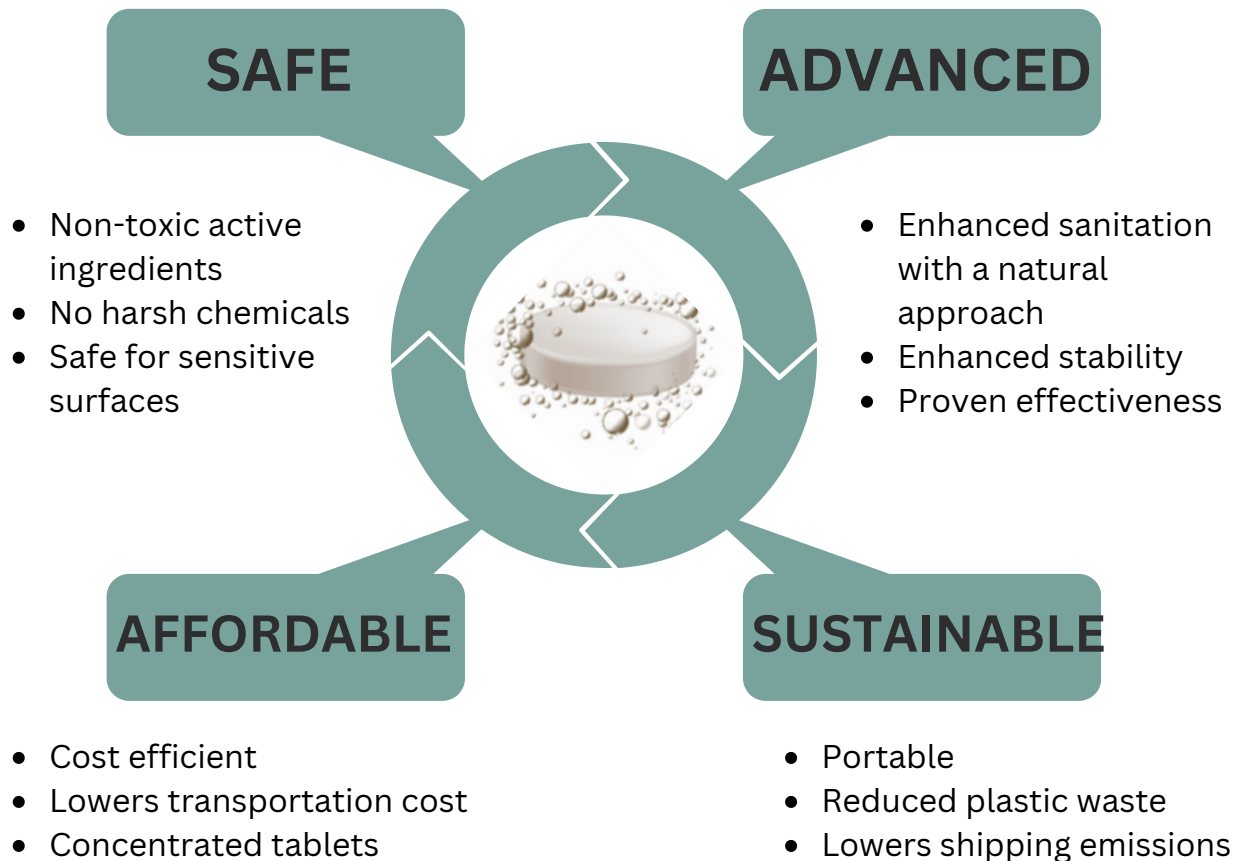 SAFE
• Non-toxic active
ingredients
• No harsh chemicals
• Safe for sensitive
surfaces
ADVANCED
• Enhanced sanitation
with a natural
approach
• Enhanced stability
• Proven effectiveness
AFFORDABLE
• Cost efficient
• Lowers transportation cost
• Concentrated tablets
SUSTAINABLE
• Portable
• Reduced plastic waste
• Lowers shipping emissions